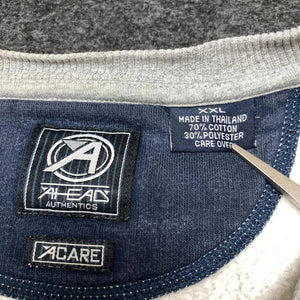 XXL
MADE IN THAILAND
70% COTTON
30% POLYESTER
CARE OVER
AHEAD
AUTHENTICS
ACARE